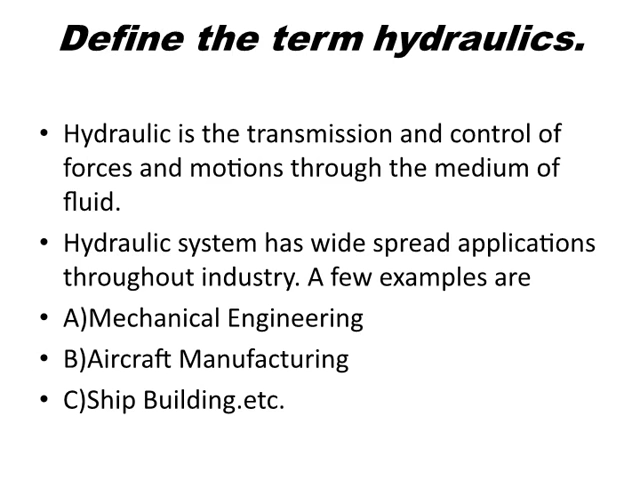 Define the term hydraulics.
• Hydraulic is the transmission and control of
forces and motions through the medium of
fluid.
• Hydraulic system has wide spread applications
throughout industry. A few examples are
• A)Mechanical Engineering
• B)Aircraft Manufacturing
• C)Ship Building.etc.